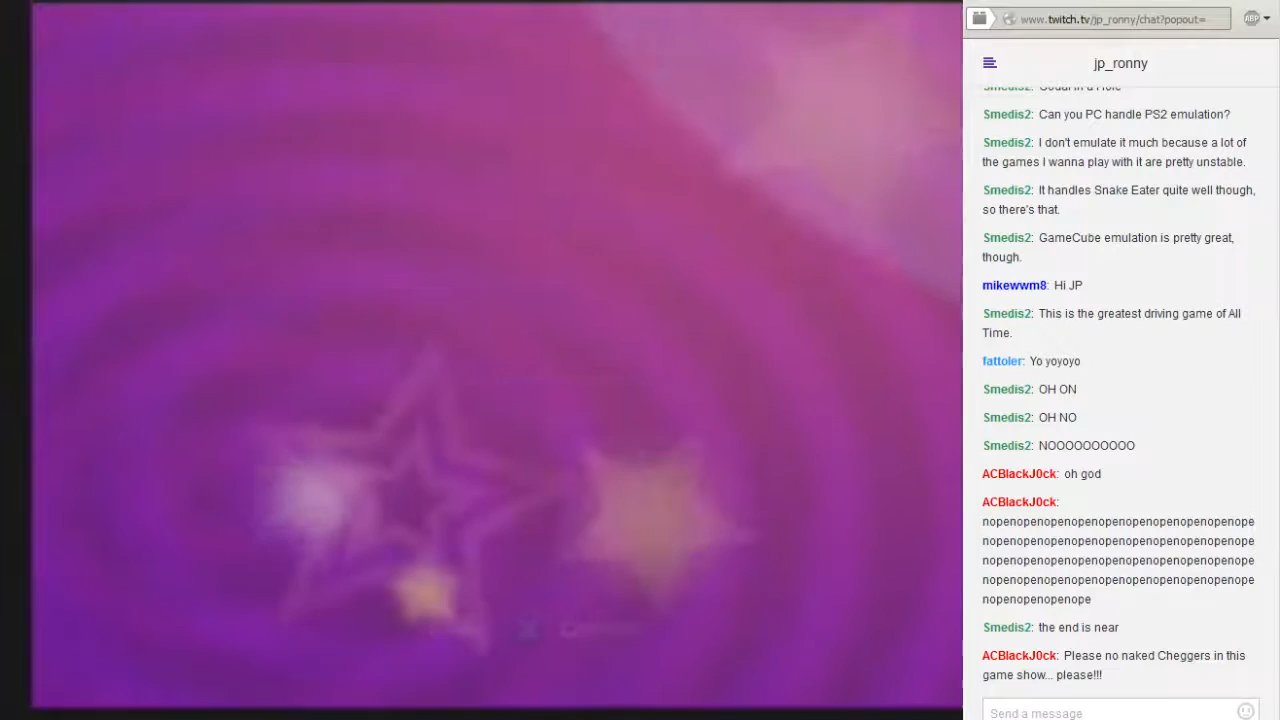 www.twitch.tv/jp_ronny/chat?popout=
ABP
jp_ronny
Smedis2: Can you PC handle PS2 emulation?
Smedis2: I don't emulate it much because a lot of
the games I wanna play with it are pretty unstable.
Smedis2: It handles Snake Eater quite well though,
so there's that.
Smedis2: GameCube emulation is pretty great,
though.
mikewwm8: Hi JP
Smedis2: This is the greatest driving game of All
Time.
fattoler: Yo yoyoyo
Smedis2: OH ON
Smedis2: OH NO
Smedis2: NOOOOOOOOOO
ACBlackJ0ck: oh god
ACBlackJ0ck:
nopenopenopenopenopenopenopenopenopenope
nopenopenopenopenopenopenopenopenopenope
nopenopenopenopenopenopenopenopenopenope
nopenopenopenopenopenopenopenopenopenope
nopenopenopenope
Smedis2: the end is near
ACBlackJ0ck: Please no naked Cheggers in this
game show... please!!!
Send a message